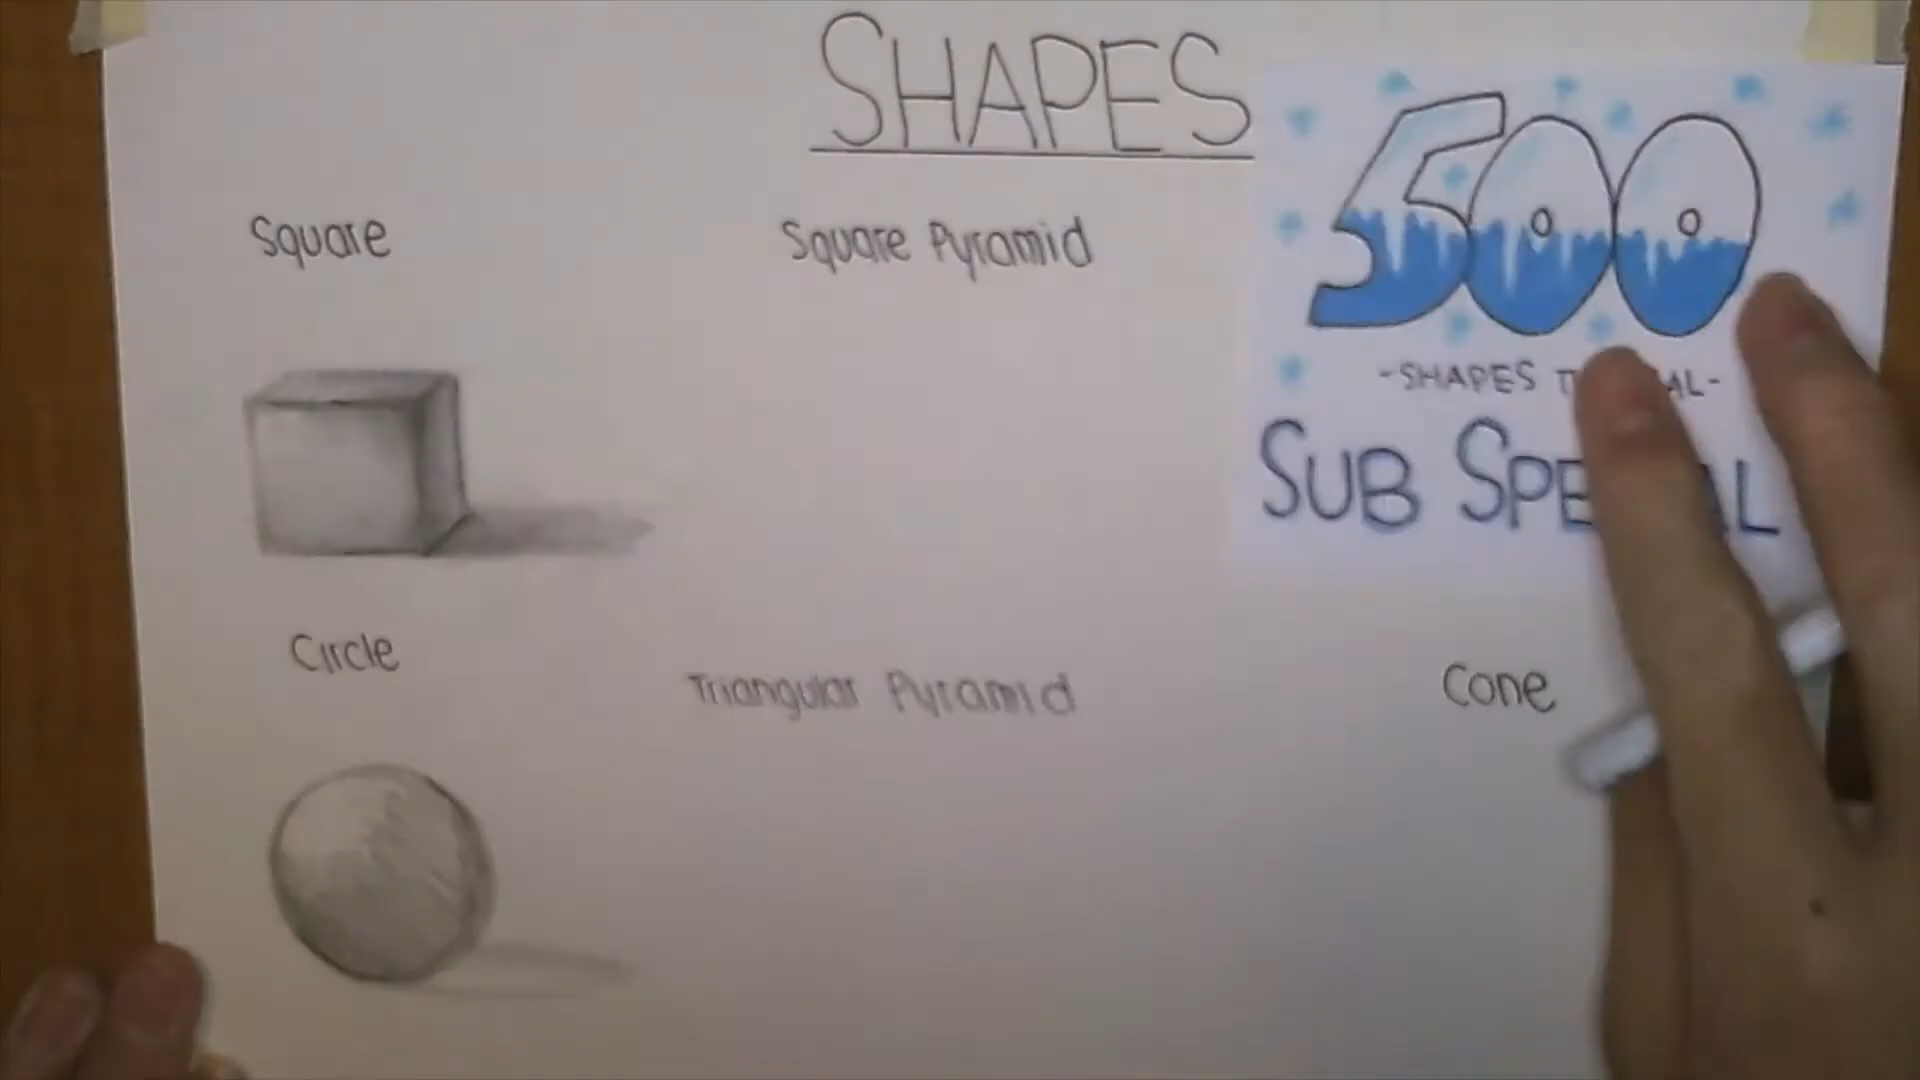 SHAPES
Square
Square Pyramid
500
-SHAPES
SUB
Circle
Triangular Pyramid
Cone